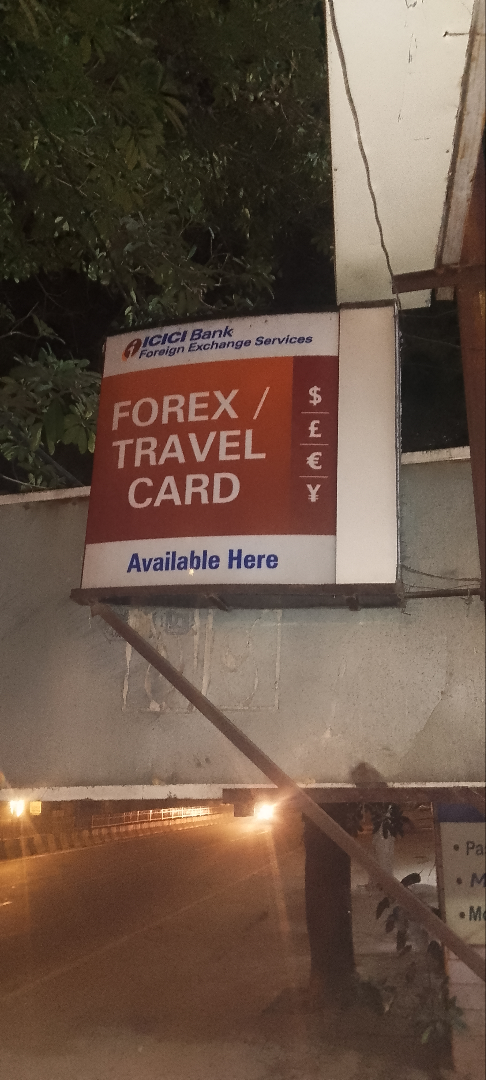 ICICI Bank
Foreign Exchange Services
FOREX /
TRAVEL
CARD
$
£
€
¥
Available Here